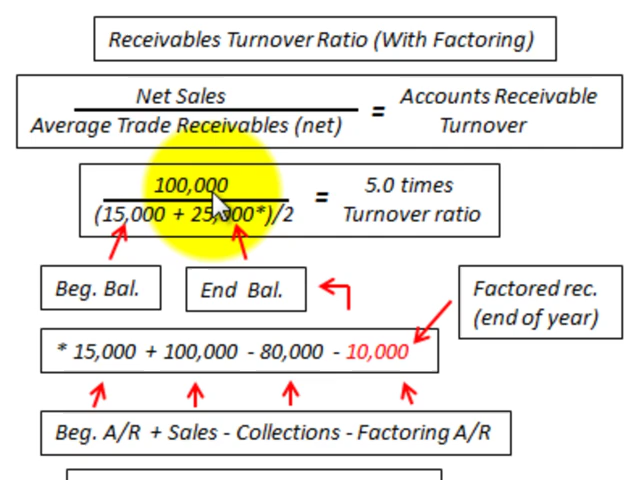 Receivables Turnover Ratio (With Factoring)
Net Sales
Average Trade Receivables (net)
=
Accounts Receivable
Turnover
100,000
(15,000 + 25,000*)/2
=
5.0 times
Turnover ratio
Beg. Bal.
End Bal.
Factored rec.
(end of year)
* 15,000 + 100,000 - 80,000 - 10,000
Beg. A/R + Sales - Collections - Factoring A/R